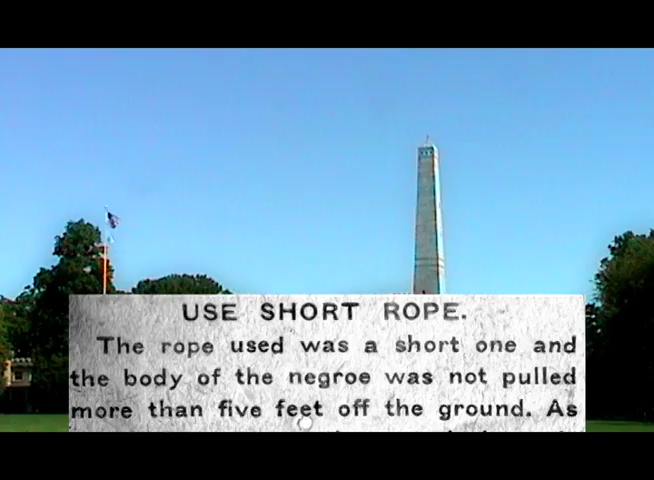 USE SHORT ROPE.
The rope used was a short one and
the body of the negroe was not pulled
more than five feet off the ground. As